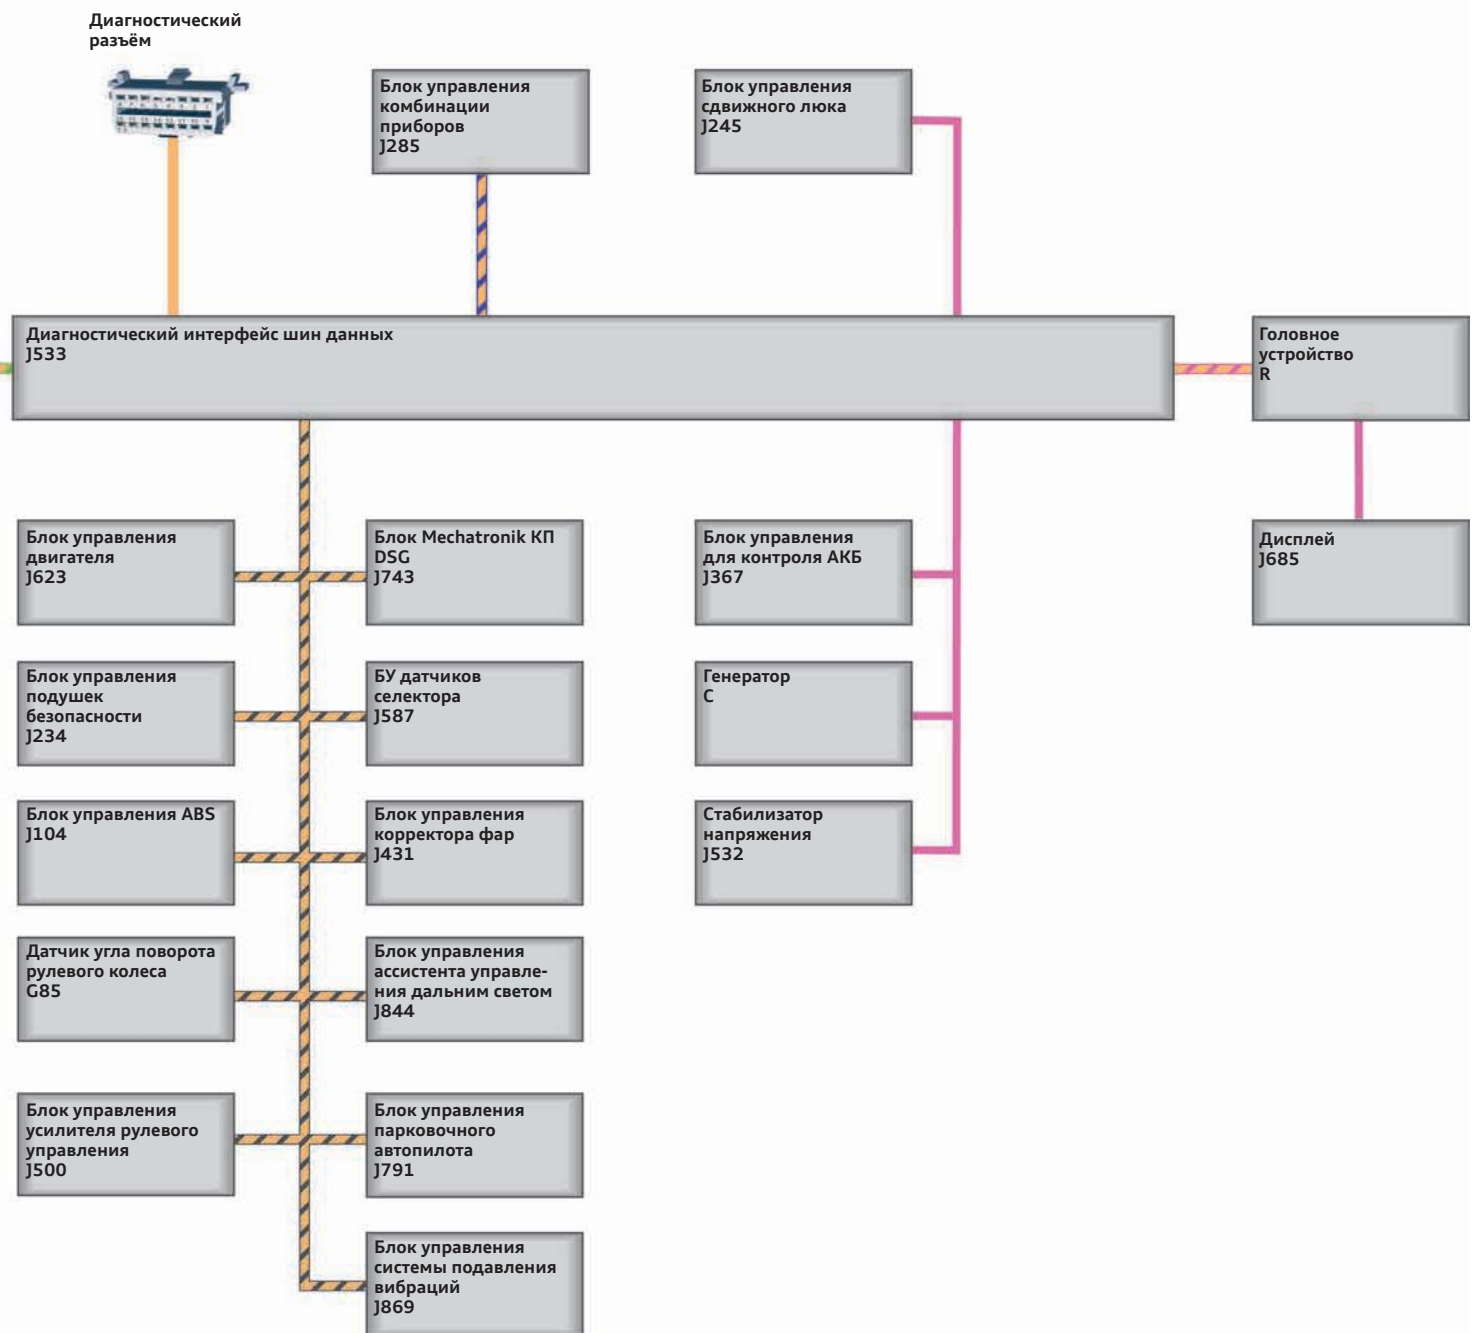 Диагностический
разъём
Блок управления
комбинации
приборов
J285
Блок управления
сдвижного люка
J245
Диагностический интерфейс шин данных
J533
Головное
устройство
R
Блок управления
двигателя
J623
Блок Mechatronik КП
DSG
J743
Блок управления
для контроля АКБ
J367
Дисплей
J685
Блок управления
подушек
безопасности
J234
БУ датчиков
селектора
J587
Генератор
C
Блок управления ABS
J104
Блок управления
корректора фар
J431
Стабилизатор
напряжения
J532
Датчик угла поворота
рулевого колеса
G85
Блок управления
ассистента управле-
ния дальним светом
J844
Блок управления
усилителя рулевого
управления
J500
Блок управления
парковочного
автопилота
J791
Блок управления
системы подавления
вибраций
J869